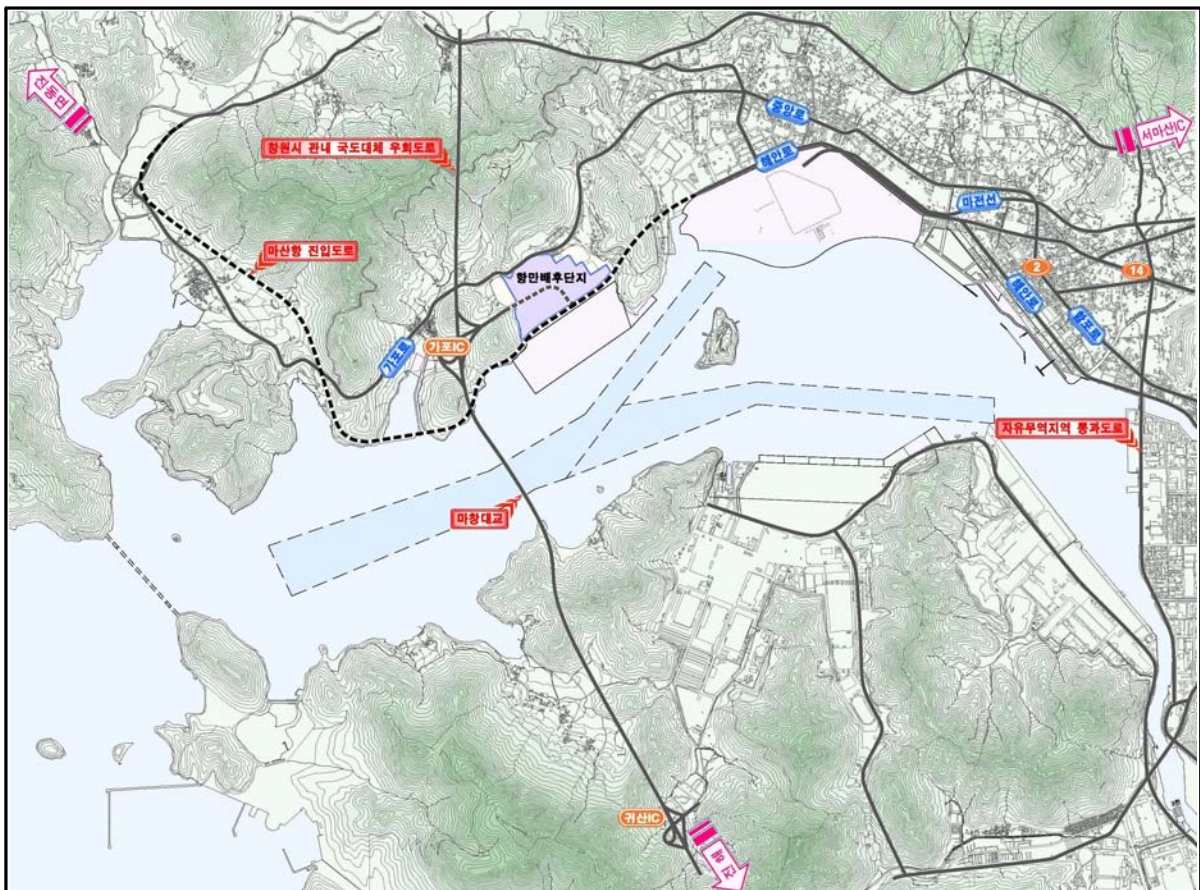 진동면
창원시 관내 국도대체 우회도로
중앙로
해안로
서마산IC
마산항 진입도로
마전선
항만배후단지
2
14
해안로
합포로
가포로
가포IC
자유무역지역 통과도로
마창대교
귀산IC
진해